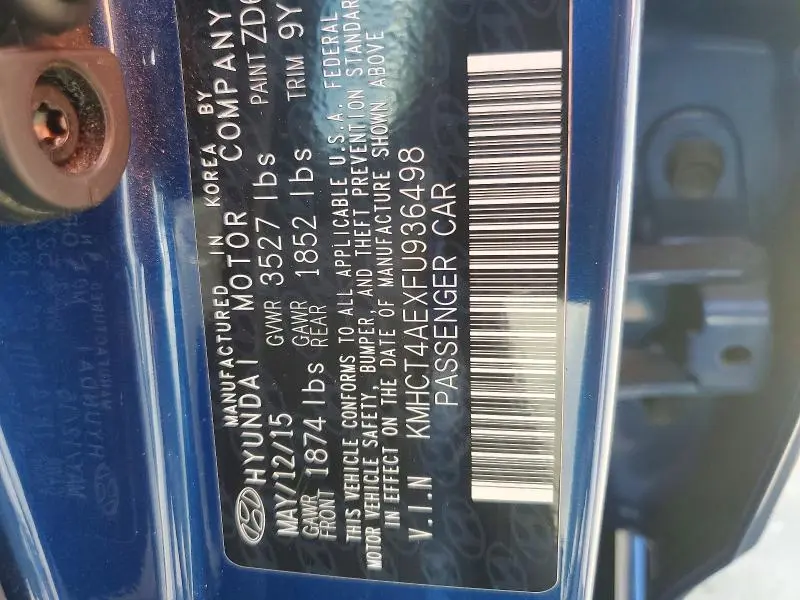 MANUFACTURED IN KOREA BY
HYUNDAI MOTOR COMPANY
MAY/12/15 GVWR 3527 lbs PAINT
GAWR FRONT 1874 lbs GAWR REAR 1852 lbs TRIM 9Y
THIS VEHICLE CONFORMS TO ALL APPLICABLE U.S.A. FEDERAL
MOTOR VEHICLE SAFETY, BUMPER, AND THEFT PREVENTION STANDAR
IN EFFECT ON THE DATE OF MANUFACTURE SHOWN ABOVE
V.I.N KMHCT4AEXFU936498
PASSENGER CAR